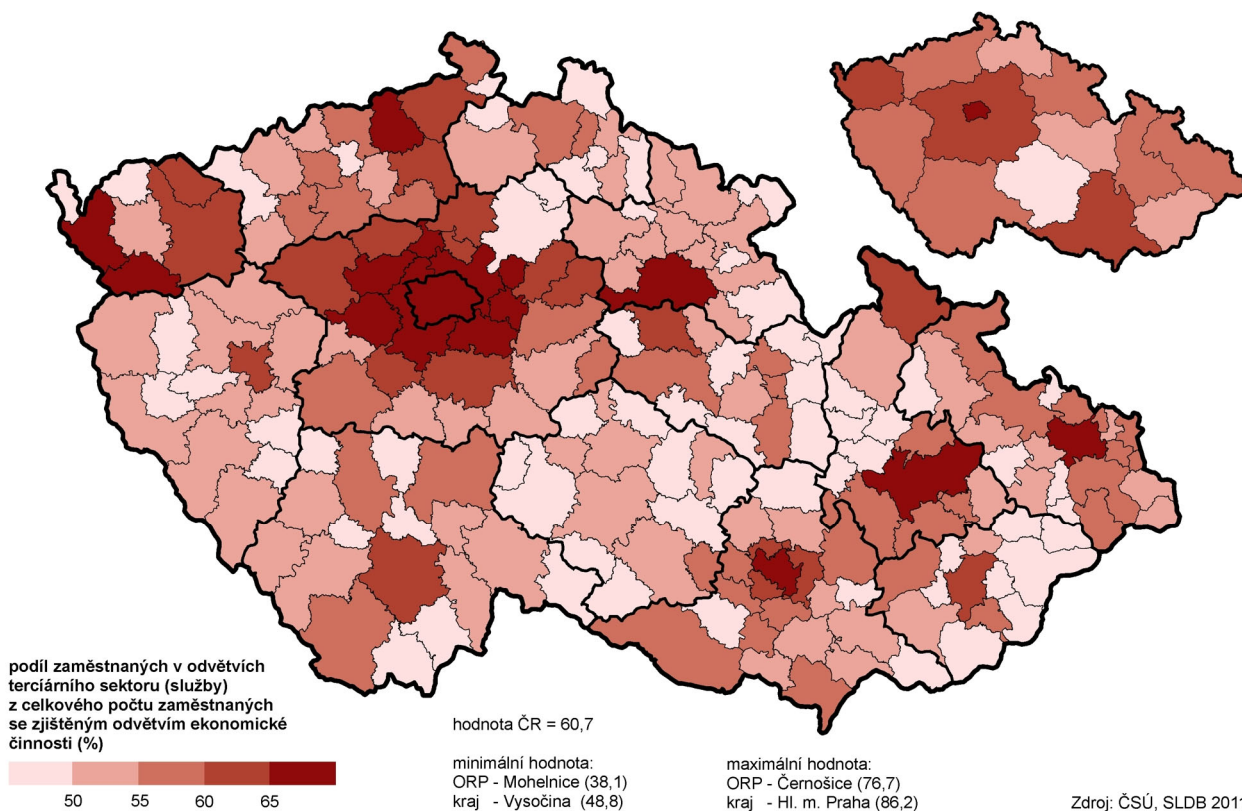 podíl zaměstnaných v odvětvích
terciárního sektoru (služby)
z celkového počtu zaměstnaných
se zjištěným odvětvím ekonomické
činnosti (%)
50 55 60 65
hodnota ČR = 60,7
minimální hodnota:
ORP - Mohelnice (38,1)
kraj - Vysočina (48,8)
maximální hodnota:
ORP - Černošice (76,7)
kraj - Hl. m. Praha (86,2)
Zdroj: ČSÚ, SLDB 2011